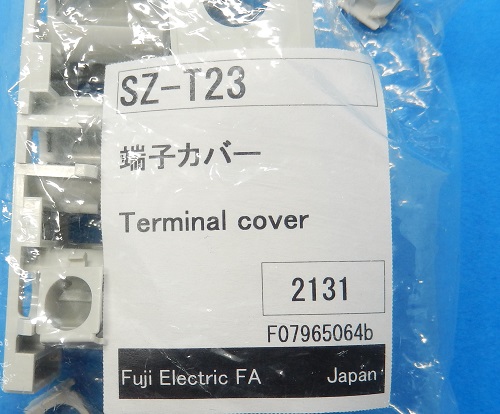 SZ-T23
端子カバー
Terminal cover
2131
F07965064b
Fuji Electric FA Japan